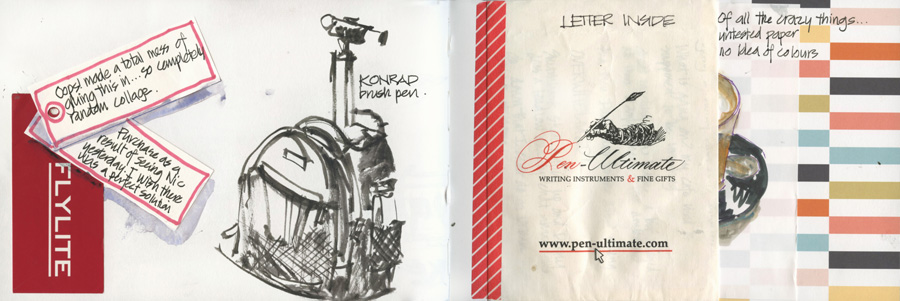 Oops! made a total mess of
gluing this in... so completely
random collage.
Purchase as a
result of seeing Nic
yesterday. I wish there
was a perfect solution
FLYLITE
KONRAD
brush pen.
LETTER INSIDE
Pen-Ultimate
WRITING INSTRUMENTS & FINE GIFTS
www.pen-ultimate.com
Of all the crazy things...
untested paper
no idea of colours